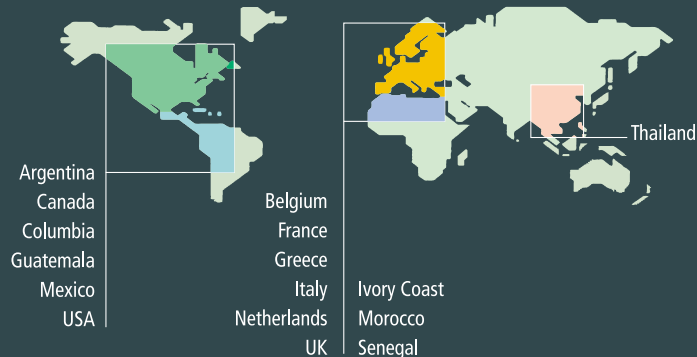 Thailand
Argentina
Canada
Columbia
Guatemala
Mexico
USA
Belgium
France
Greece
Italy
Netherlands
UK
Ivory Coast
Morocco
Senegal